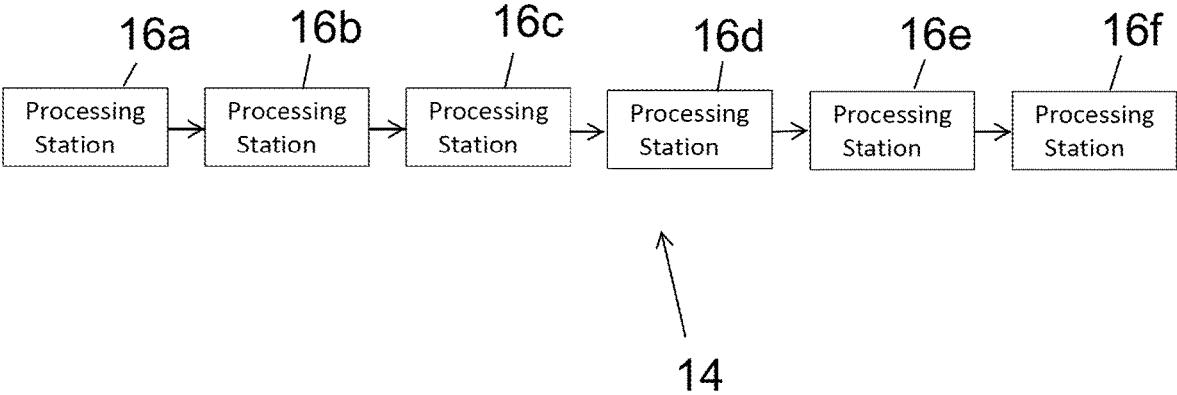 16a
16b
16c
16d
16e
16f
Processing
Station
Processing
Station
Processing
Station
Processing
Station
Processing
Station
Processing
Station
14